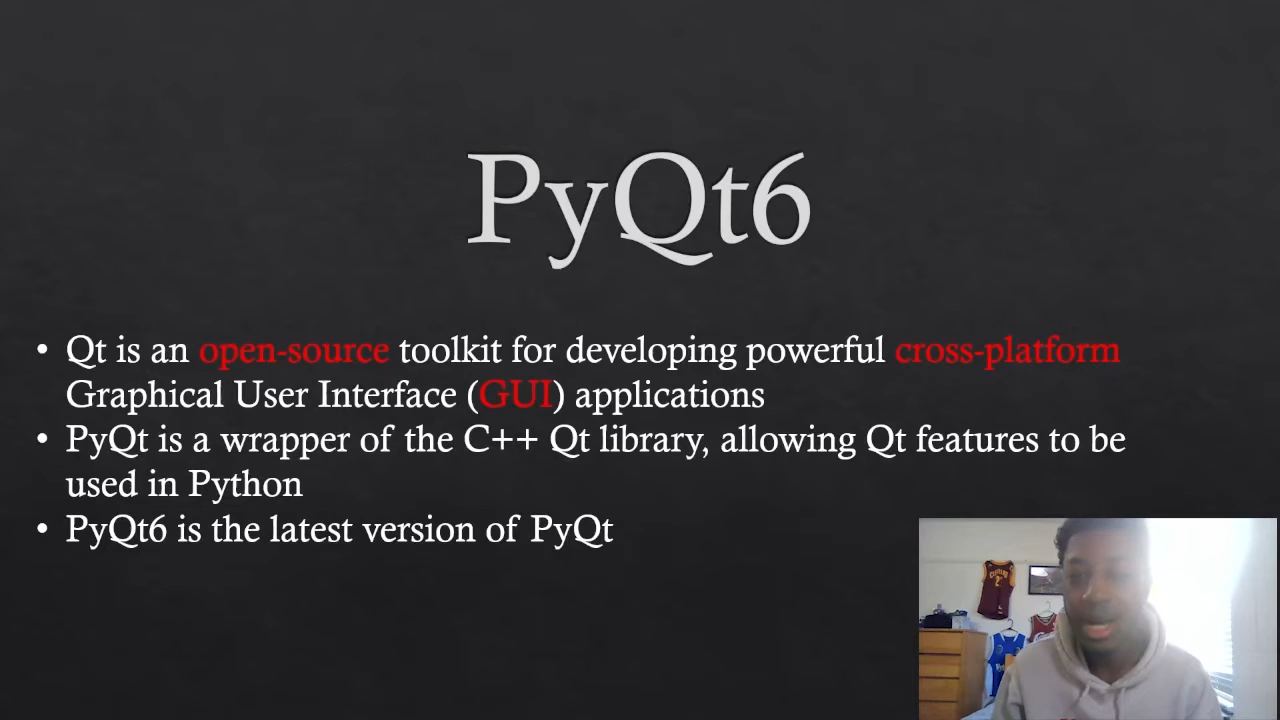 PyQt6
• Qt is an open-source toolkit for developing powerful cross-platform
Graphical User Interface (GUI) applications
• PyQt is a wrapper of the C++ Qt library, allowing Qt features to be
used in Python
• PyQt6 is the latest version of PyQt